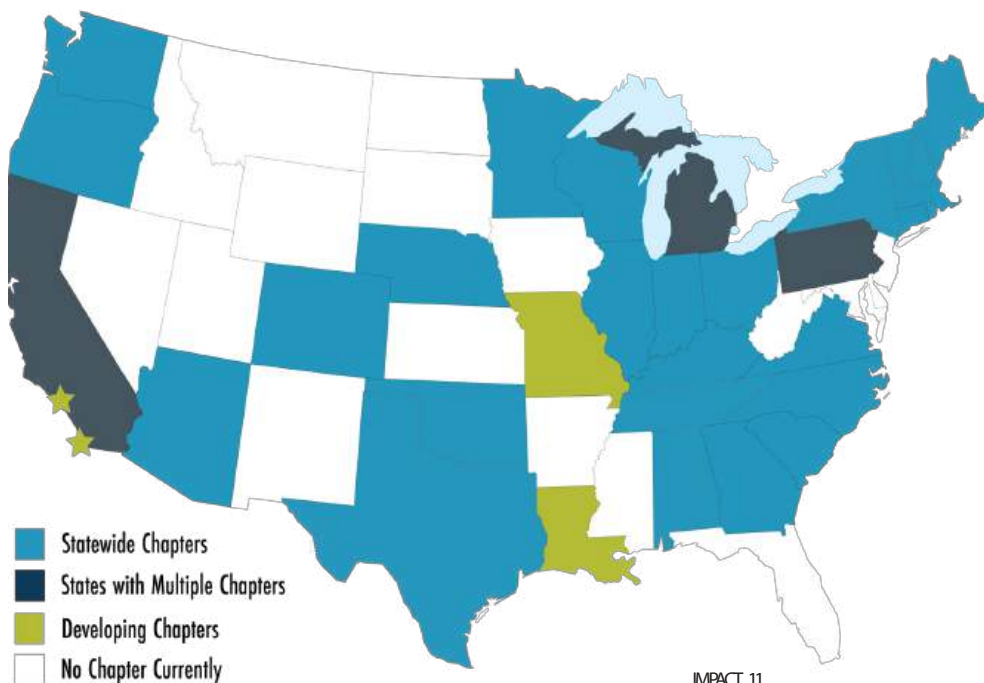 Statewide Chapters
States with Multiple Chapters
Developing Chapters
No Chapter Currently
IMPACT 11